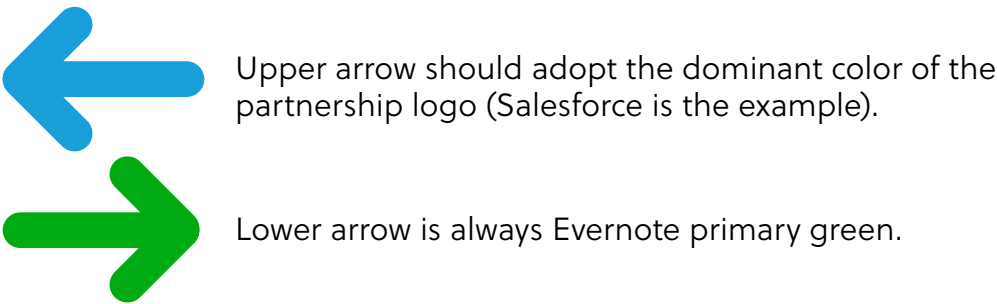 Upper arrow should adopt the dominant color of the
partnership logo (Salesforce is the example).
Lower arrow is always Evernote primary green.